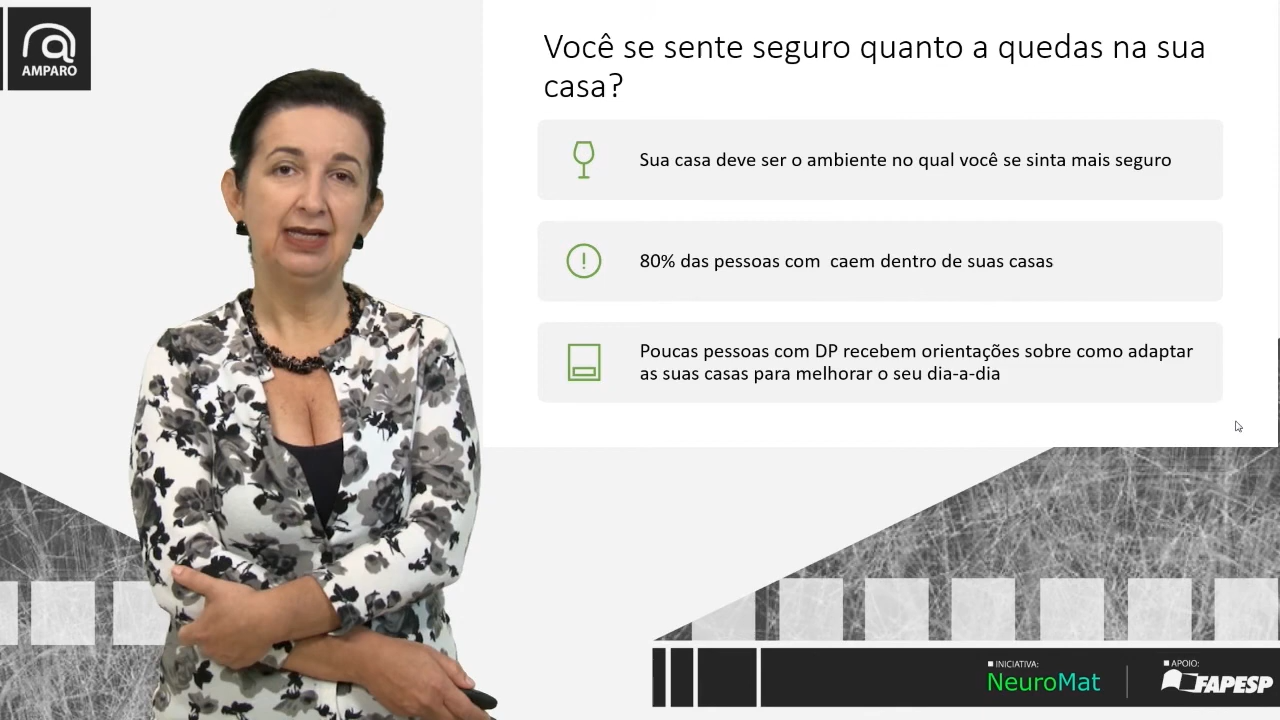 AMPARO
Você se sente seguro quanto a quedas na sua
casa?
Sua casa deve ser o ambiente no qual você se sinta mais seguro
80% das pessoas com  caem dentro de suas casas
Poucas pessoas com DP recebem orientações sobre como adaptar
as suas casas para melhorar o seu dia-a-dia
INICIATIVA:
NeuroMat
APOIO:
FAPESP